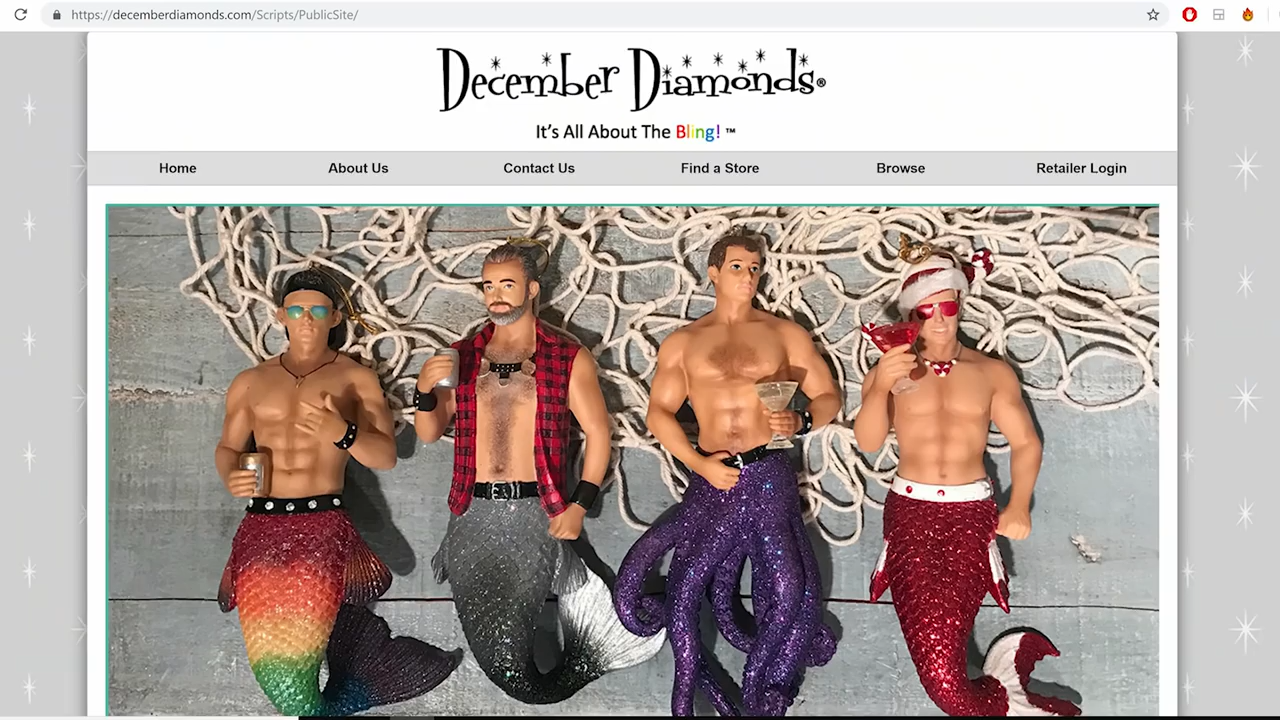 https://decemberdiamonds.com/Scripts/PublicSite/
December Diamonds®
It's All About The Bling! ™
Home About Us Contact Us Find a Store Browse Retailer Login